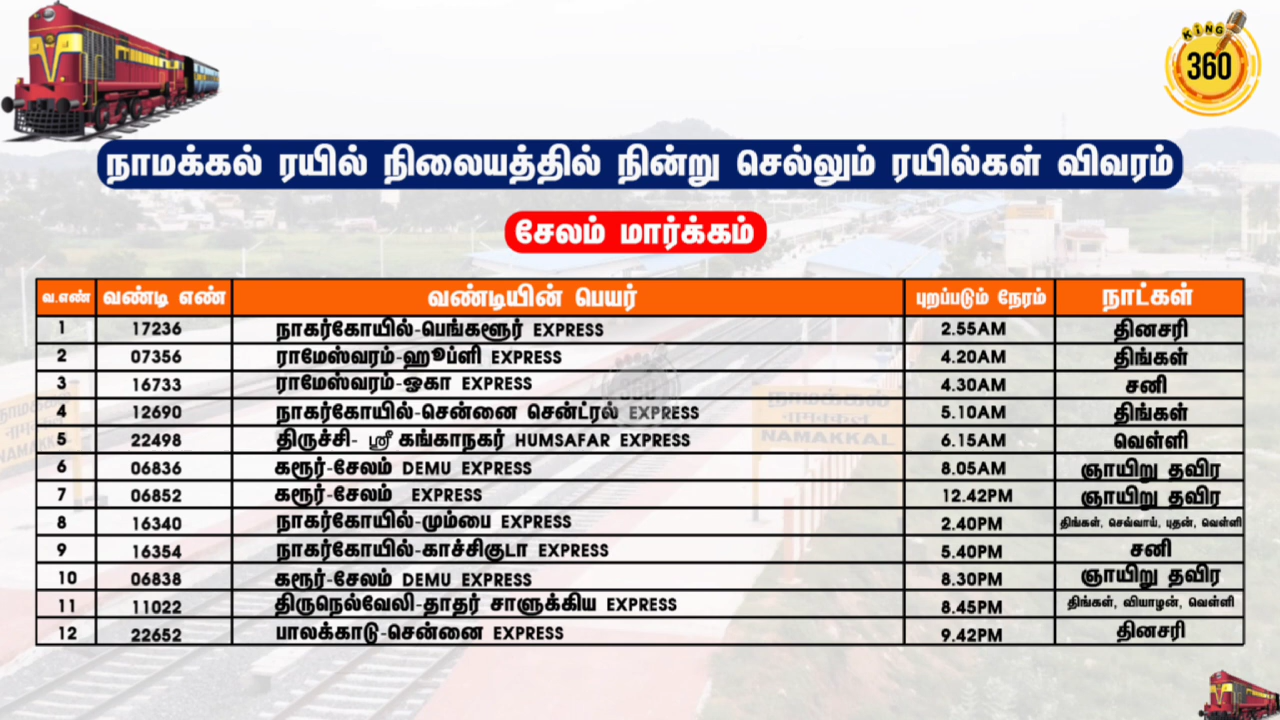 KING
360
நாமக்கல் ரயில் நிலையத்தில் நின்று செல்லும் ரயில்கள் விவரம்
சேலம் மார்க்கம்
வ.எண் வண்டி எண் வண்டியின் பெயர் புறப்படும் நேரம் நாட்கள்
1 17236 நாகர்கோயில்-பெங்களூர் EXPRESS 2.55AM தினசரி
2 07356 ராமேஸ்வரம்-ஹூப்ளி EXPRESS 4.20AM திங்கள்
3 16733 ராமேஸ்வரம்-ஓகா EXPRESS 4.30AM சனி
4 12690 நாகர்கோயில்-சென்னை சென்ட்ரல் EXPRESS 5.10AM திங்கள்
5 22498 திருச்சி- ஸ்ரீ கங்காநகர் HUMSAFAR EXPRESS 6.15AM வெள்ளி
6 06836 கரூர்-சேலம் DEMU EXPRESS 8.05AM ஞாயிறு தவிர
7 06852 கரூர்-சேலம் EXPRESS 12.42PM ஞாயிறு தவிர
8 16340 நாகர்கோயில்-மும்பை EXPRESS 2.40PM திங்கள், செவ்வாய், புதன், வெள்ளி
9 16354 நாகர்கோயில்-காச்சிகுடா EXPRESS 5.40PM சனி
10 06838 கரூர்-சேலம் DEMU EXPRESS 8.30PM ஞாயிறு தவிர
11 11022 திருநெல்வேலி-தாதர் சாளுக்கிய EXPRESS 8.45PM திங்கள், வியாழன், வெள்ளி
12 22652 பாலக்காடு-சென்னை EXPRESS 9.42PM தினசரி
நாமக்கல்
नामक्कल
NAMAKKAL